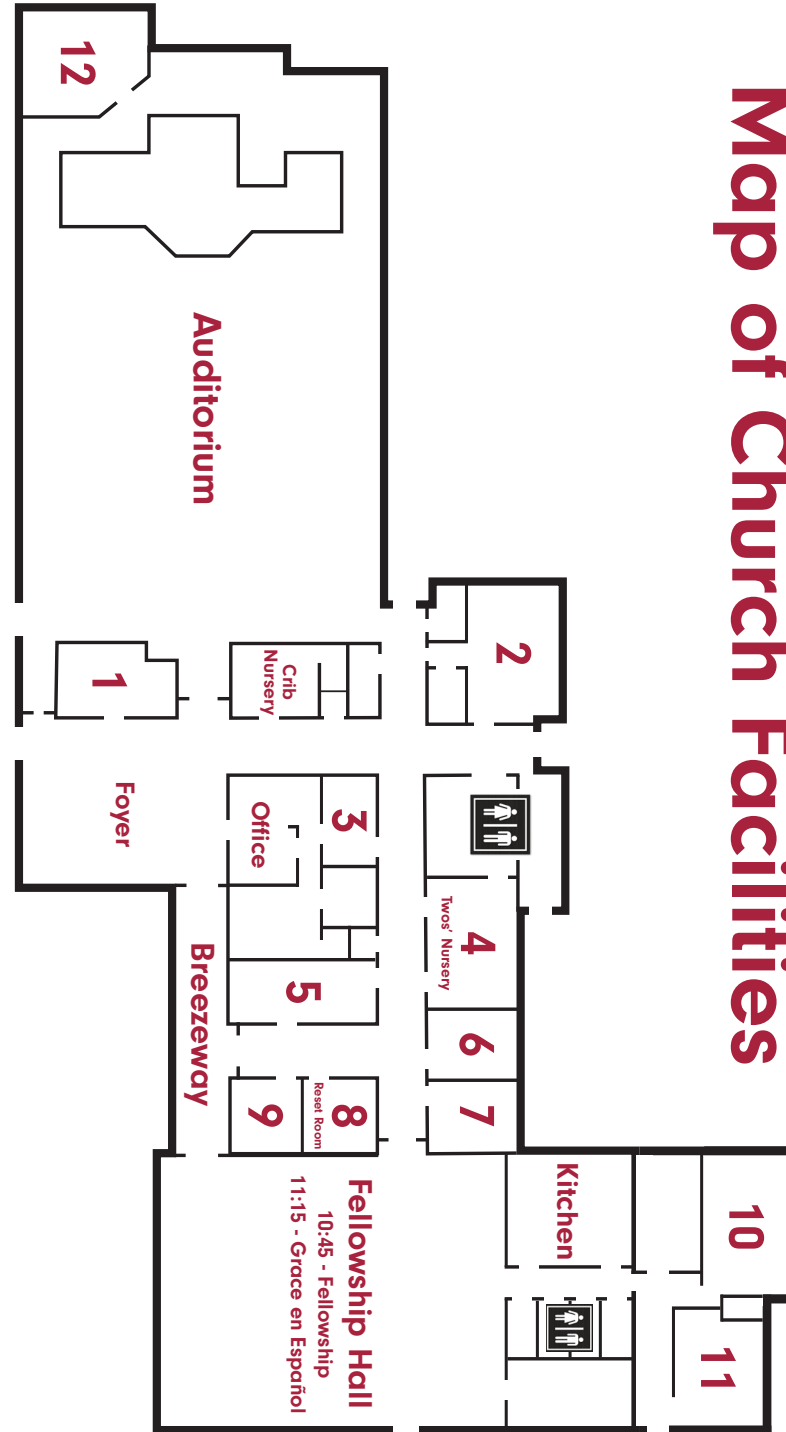 Map of Church Facilities
12
Auditorium
1
Crib
Nursery
2
Foyer
Office
3
4
Twos' Nursery
Breezeway
5
6
7
8
Reset Room
9
Fellowship Hall
10:45 - Fellowship
11:15 - Grace en Español
Kitchen
10
11